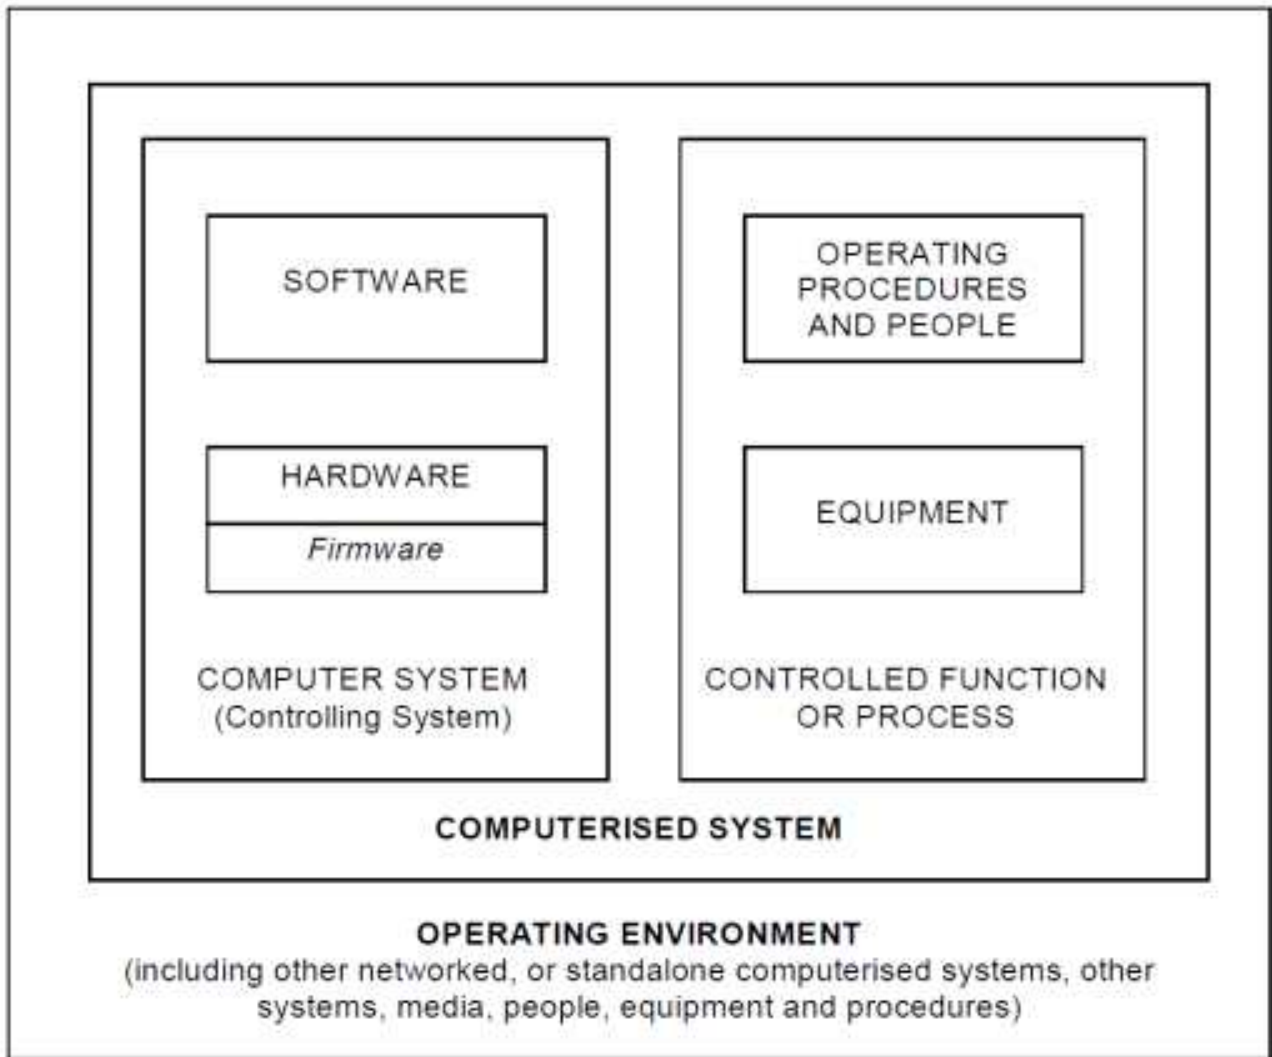 SOFTWARE
HARDWARE
Firmware
COMPUTER SYSTEM
(Controlling System)
OPERATING
PROCEDURES
AND PEOPLE
EQUIPMENT
CONTROLLED FUNCTION
OR PROCESS
COMPUTERISED SYSTEM
OPERATING ENVIRONMENT
(including other networked, or standalone computerised systems, other
systems, media, people, equipment and procedures)